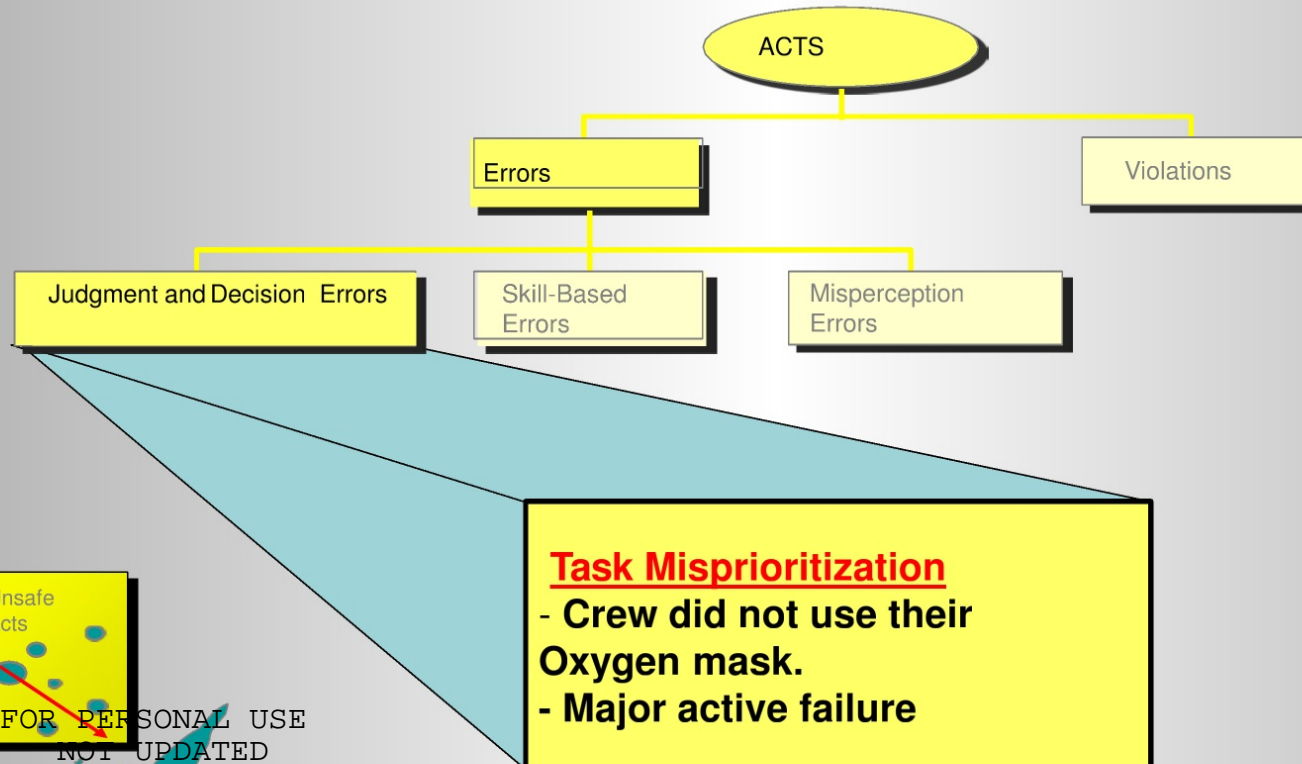 ACTS
Errors
Violations
Judgment and Decision Errors
Skill-Based
Errors
Misperception
Errors
Task Misprioritization
- Crew did not use their
Oxygen mask.
- Major active failure
nsafe
cts
FOR PERSONAL USE
NOT UPDATED